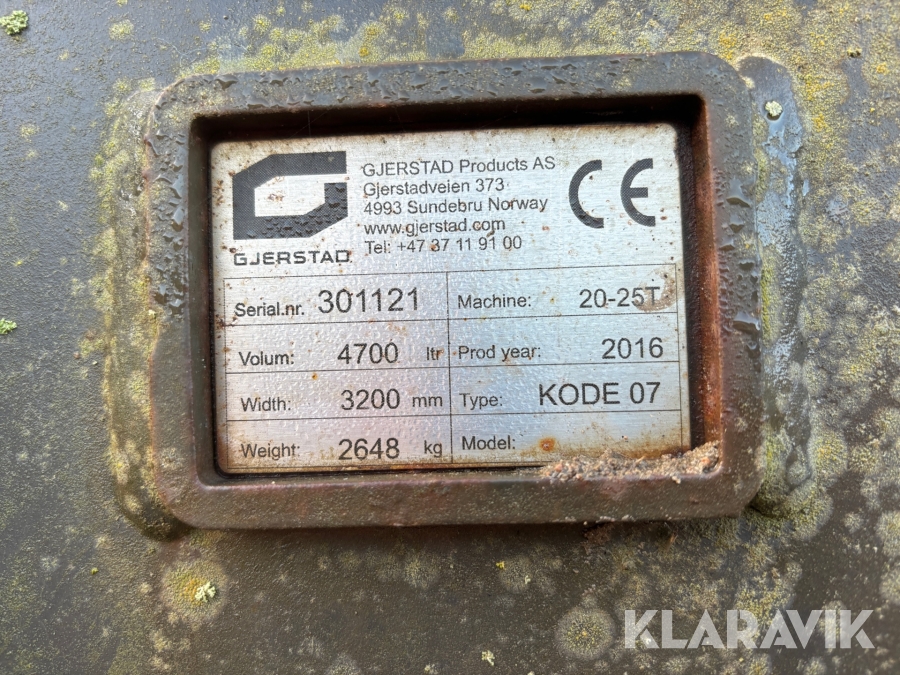 GJERSTAD Products AS
Gjerstadveien 373
4993 Sundebru Norway
www.gjerstad.com
Tel: +47 37 11 91 00
CE
GJERSTAD
Serial.nr. 301121 Machine: 20-25T
Volum: 4700 ltr Prod year: 2016
Width: 3200 mm Type: KODE 07
Weight: 2648 kg Model:
KLARAVIK